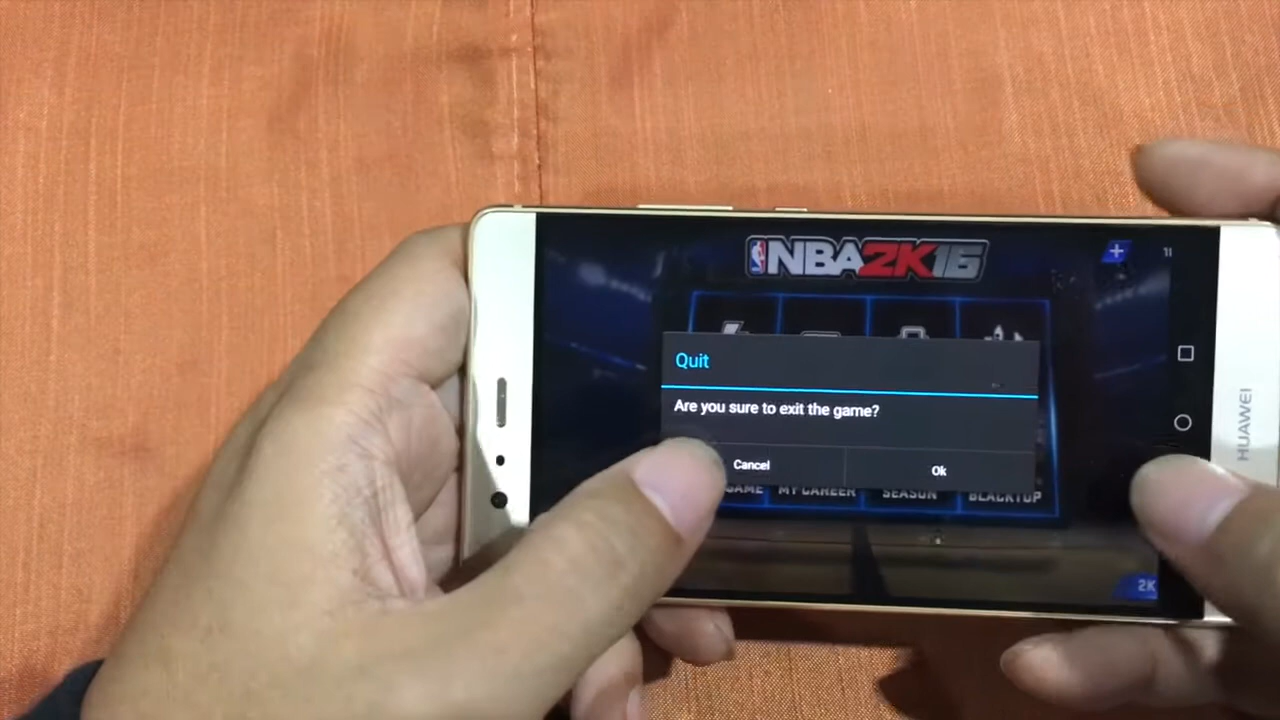 NBA2K16
Quit
Are you sure to exit the game?
Cancel
Ok
GAME
MY CAREER
SEASON
BLACKTOP
2K
HUAWEI